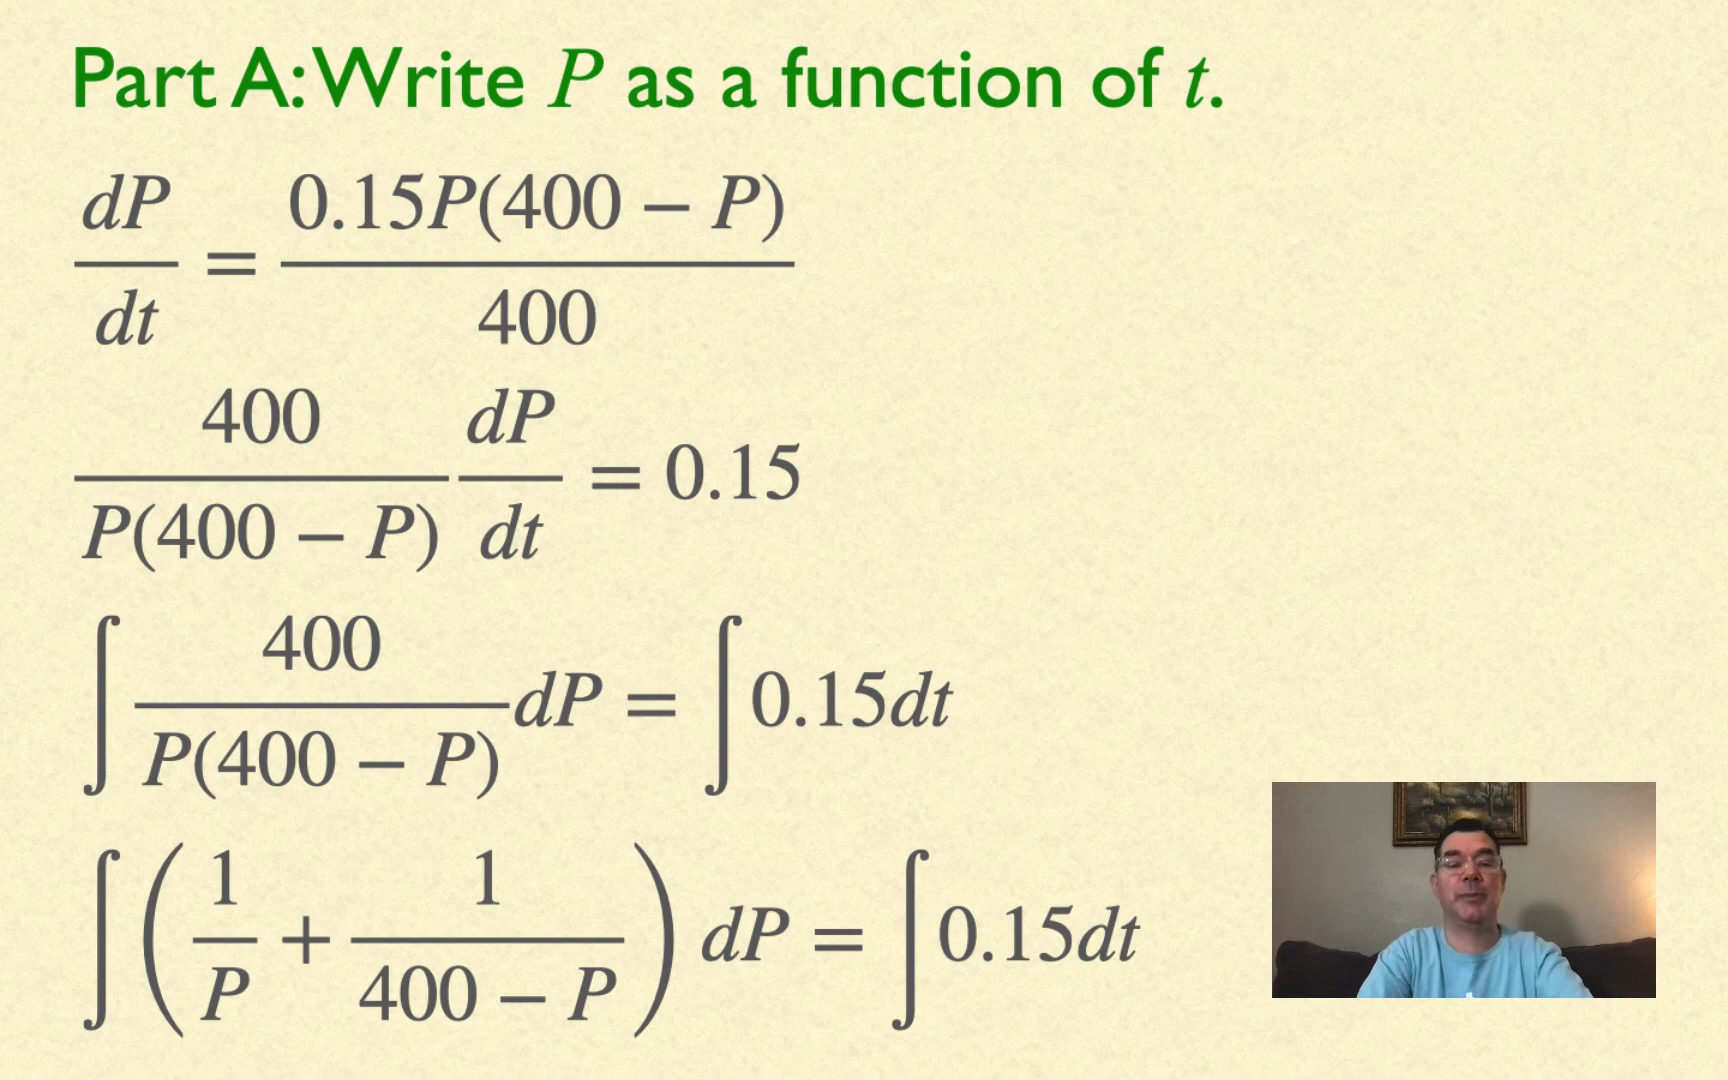 Part A: Write P as a function of t.
dP/dt = 0.15P(400 − P)/400
400/P(400 − P) dP/dt = 0.15
∫ 400/P(400 − P) dP = ∫ 0.15dt
∫ (1/P + 1/400 − P) dP = ∫ 0.15dt